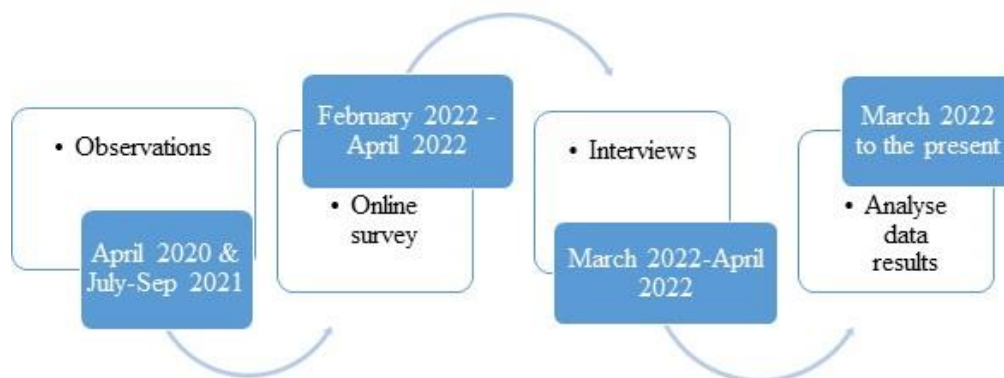 • Observations
April 2020 &
July-Sep 2021
February 2022 -
April 2022
• Online
survey
• Interviews
March 2022-April
2022
March 2022
to the present
• Analyse
data
results